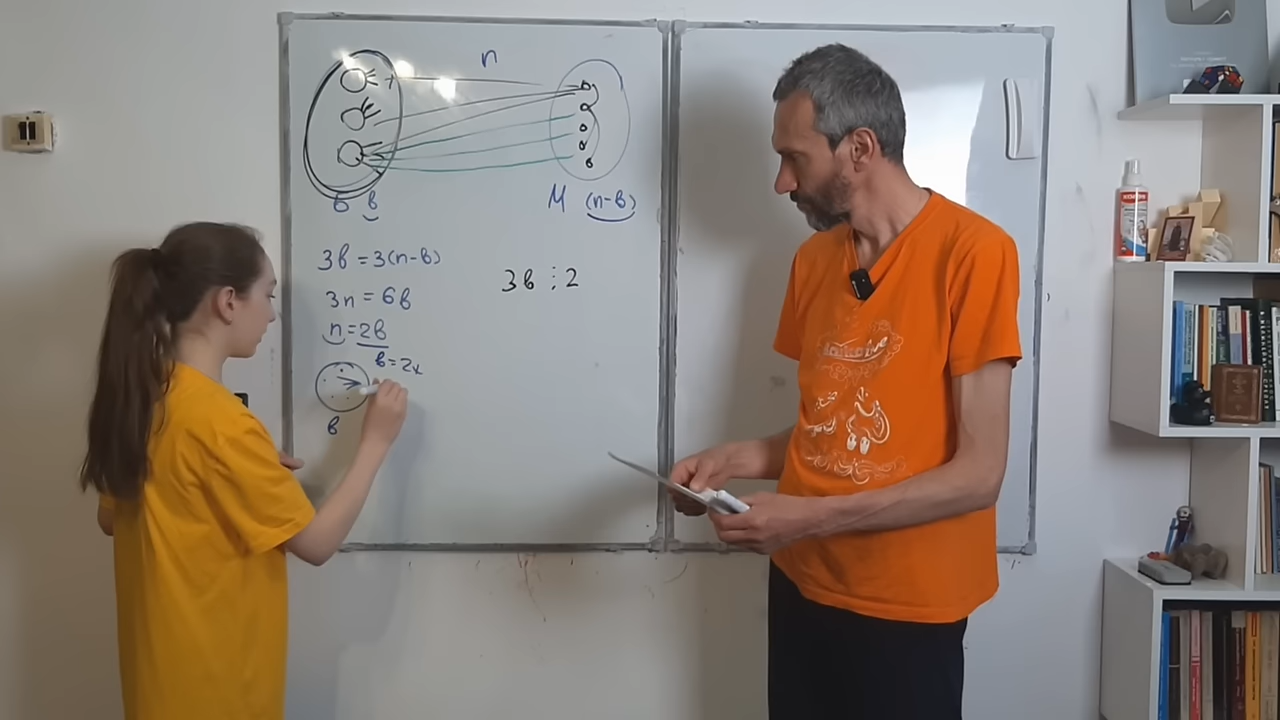 n
Б в
М (n-в)
3в = 3(n-в)
3n = 6в
n = 2в
в = 2к
в
3в ⋮ 2